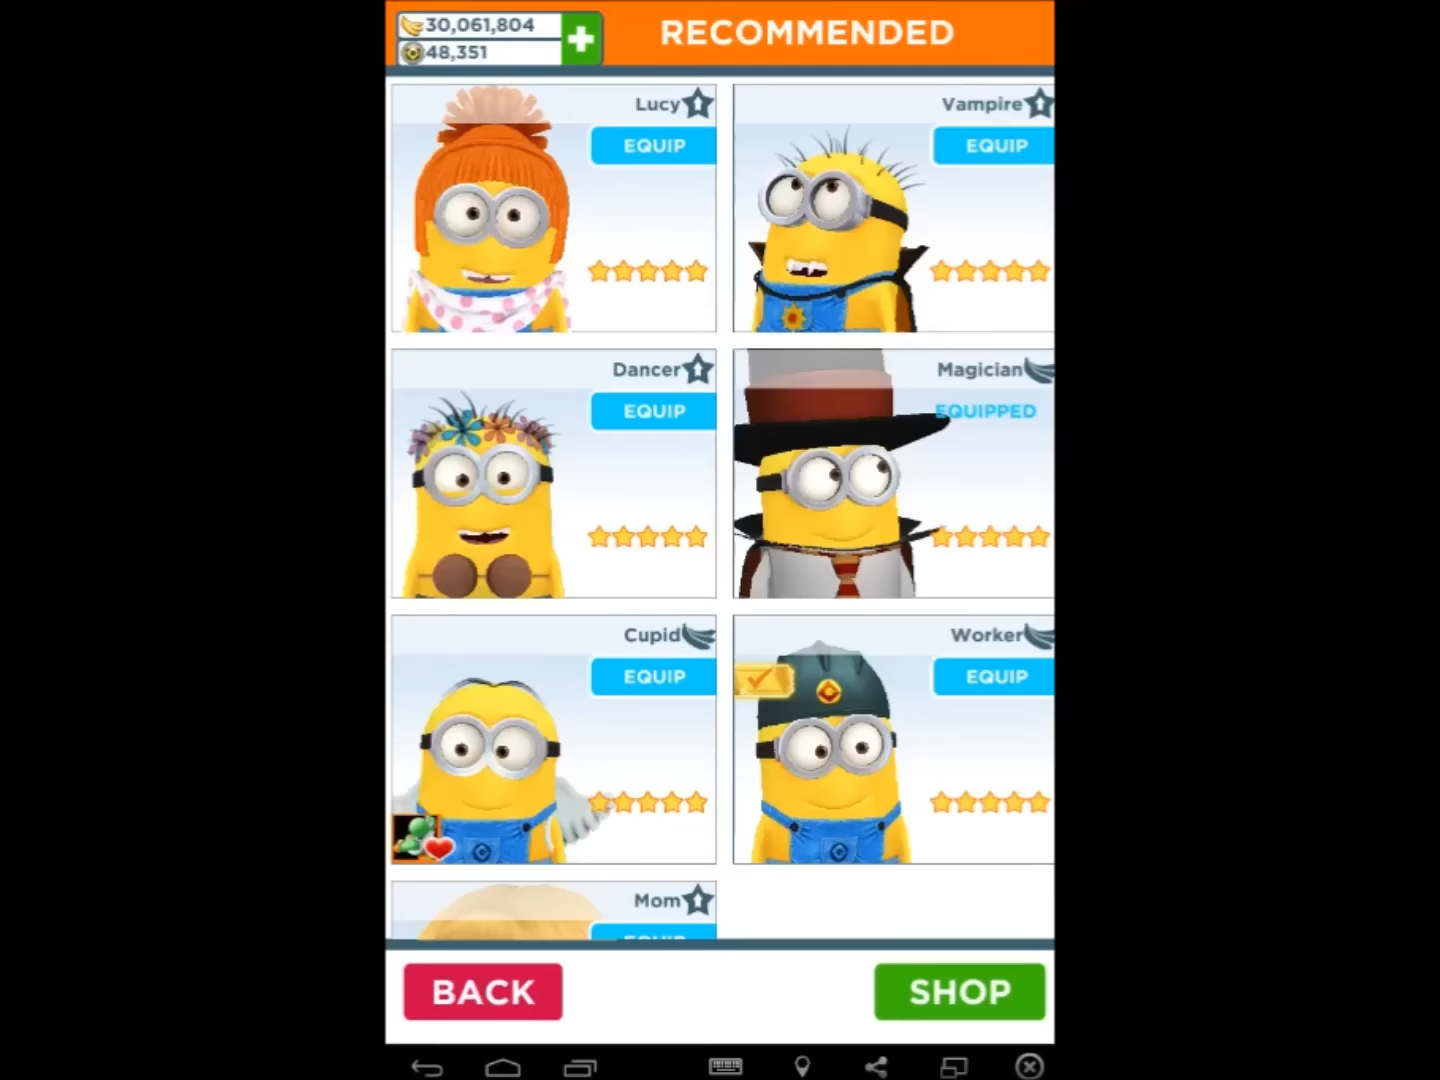 30,061,804
48,351
RECOMMENDED
Lucy
EQUIP
Vampire
EQUIP
Dancer
EQUIP
Magician
EQUIPPED
Cupid
EQUIP
Worker
EQUIP
Mom
EQUIP
BACK
SHOP